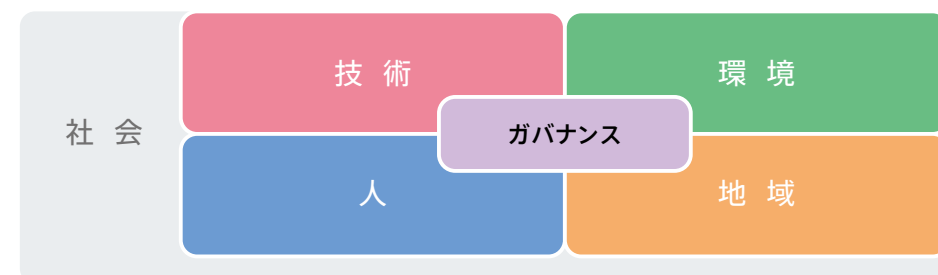 社 会
技 術
環 境
ガバナンス
人
地 域